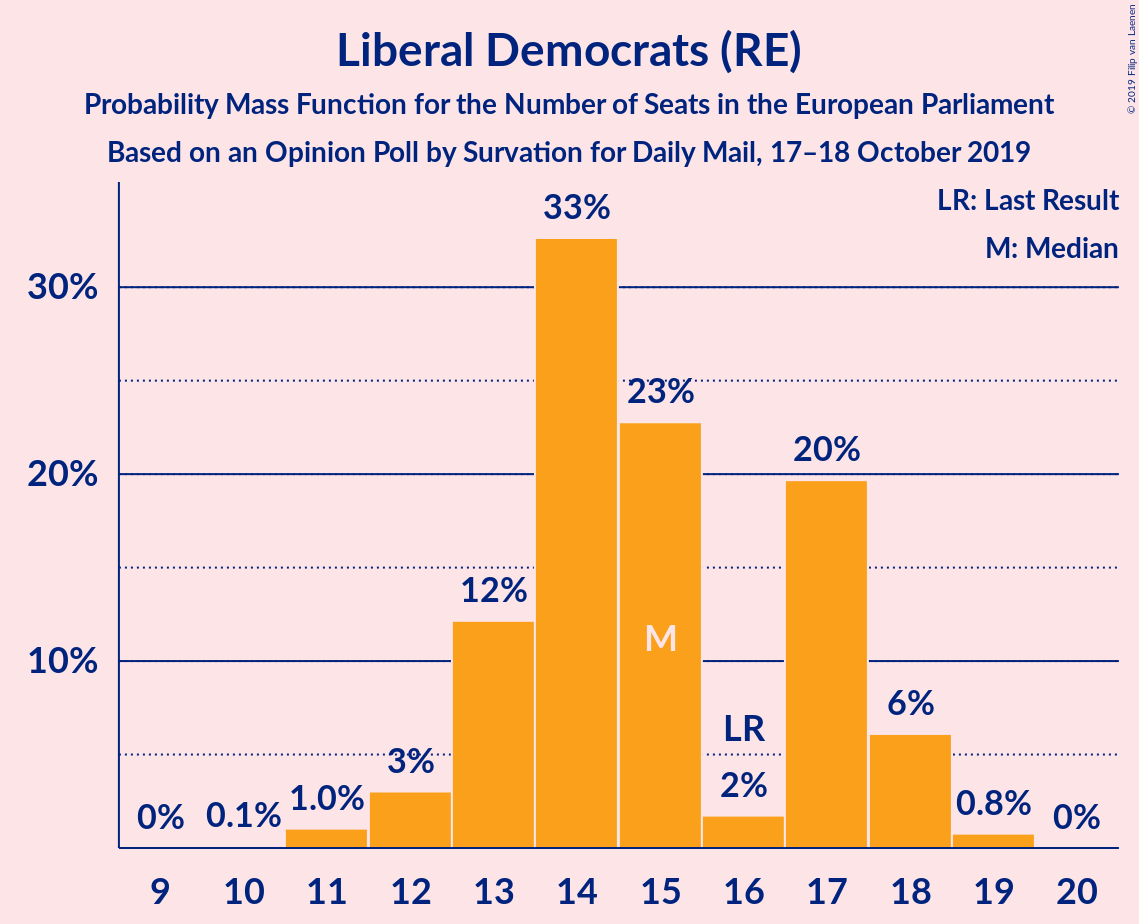 Liberal Democrats (RE)
Probability Mass Function for the Number of Seats in the European Parliament
Based on an Opinion Poll by Survation for Daily Mail, 17–18 October 2019
© 2019 Filip van Laenen
LR: Last Result
M: Median
30%
20%
10%
0%
0.1%
1.0%
3%
12%
33%
23%
M
LR
2%
20%
6%
0.8%
0%
9 10 11 12 13 14 15 16 17 18 19 20